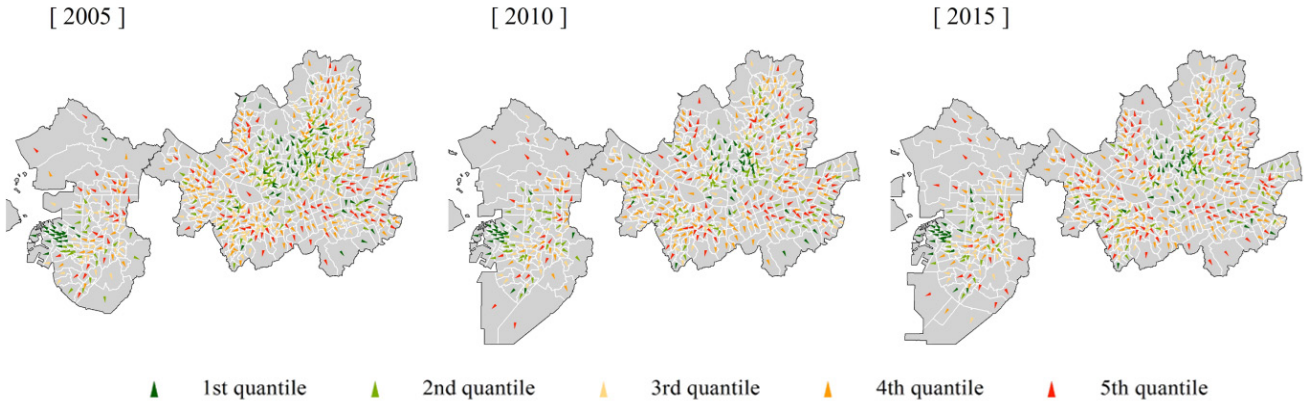 [ 2005 ] [ 2010 ] [ 2015 ]
1st quantile 2nd quantile 3rd quantile 4th quantile 5th quantile